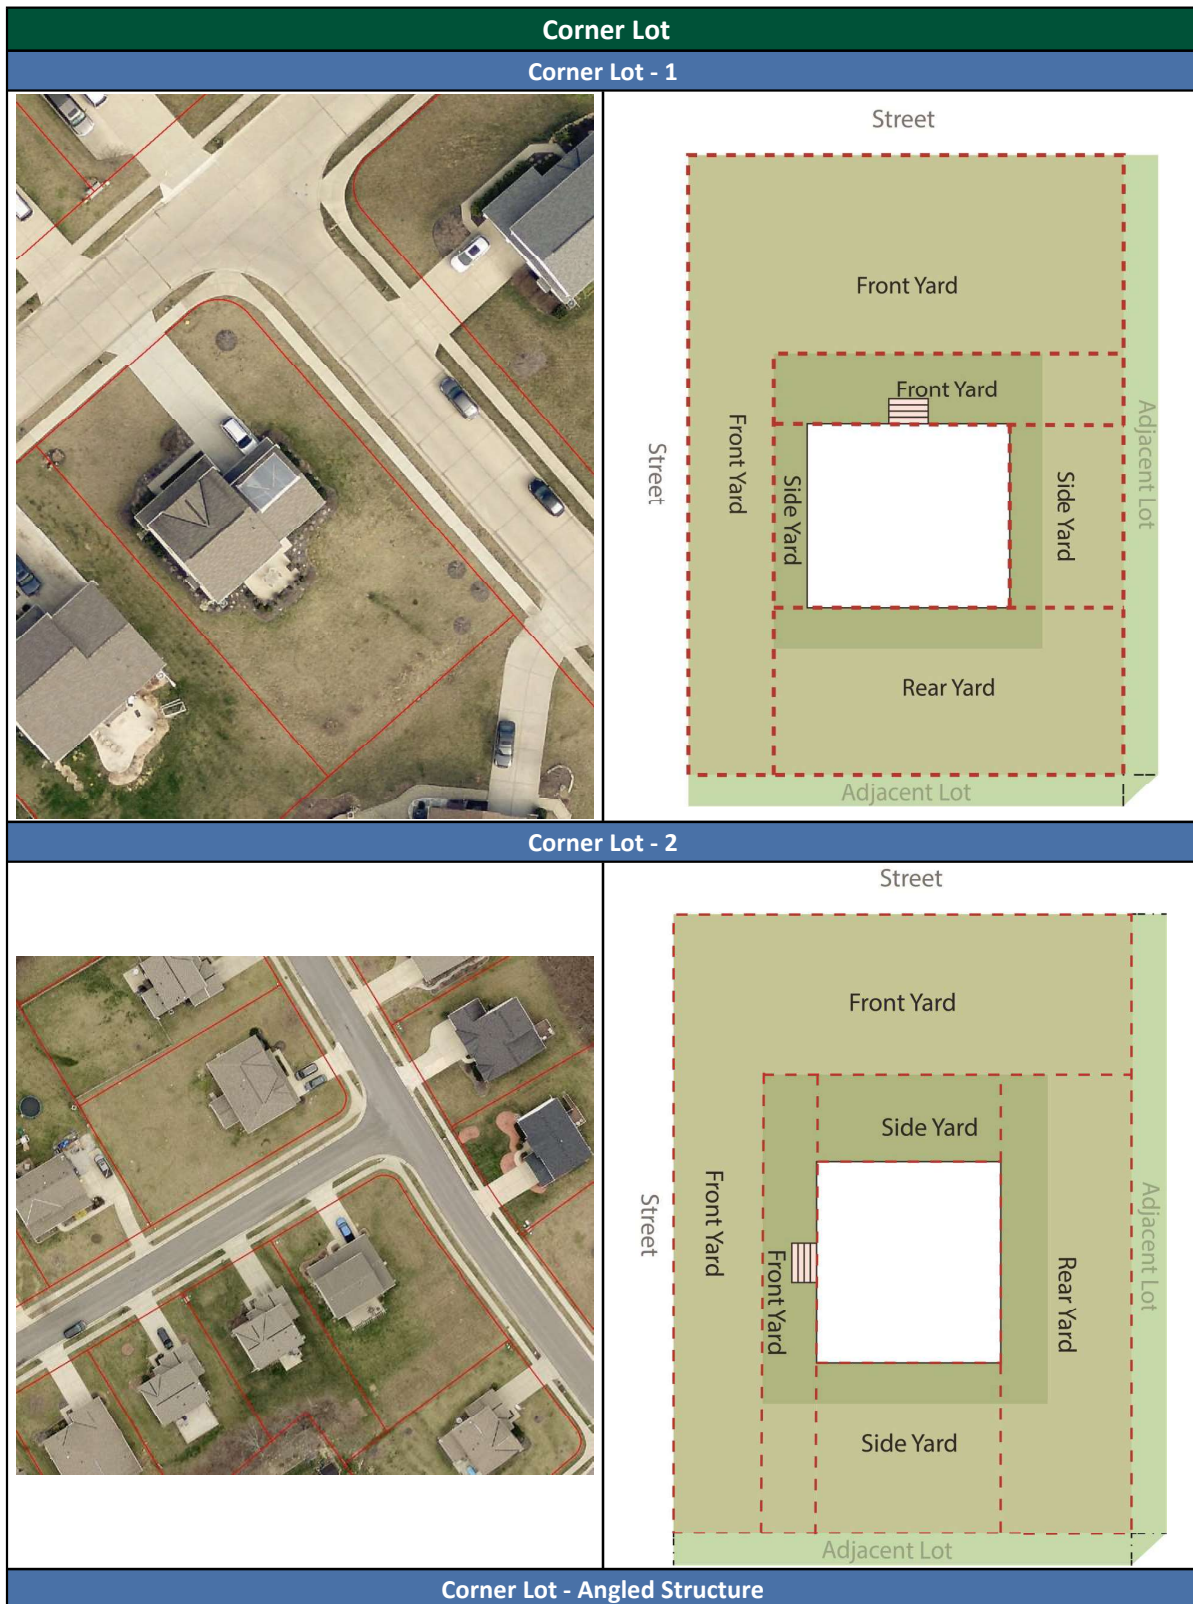 Corner Lot
Corner Lot - 1
Street
Front Yard
Front Yard
Front Yard
Street
Side Yard
Side Yard
Adjacent Lot
Rear Yard
Adjacent Lot
Corner Lot - 2
Street
Front Yard
Side Yard
Street
Front Yard
Front Yard
Rear Yard
Adjacent Lot
Side Yard
Adjacent Lot
Corner Lot - Angled Structure